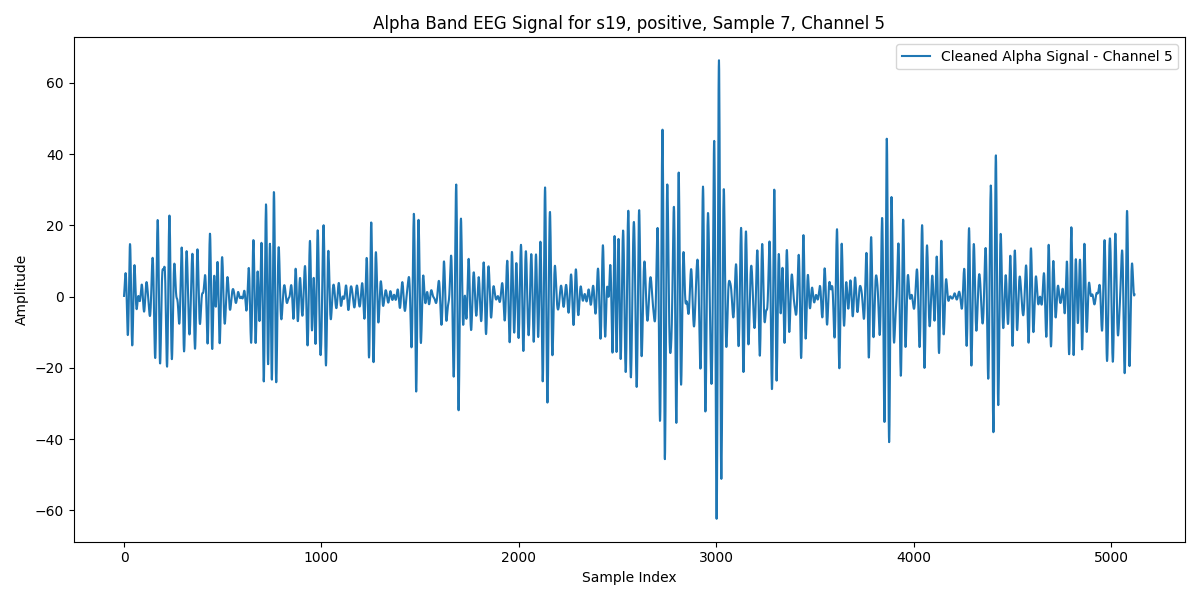 Alpha Band EEG Signal for s19, positive, Sample 7, Channel 5
Cleaned Alpha Signal - Channel 5
Amplitude
60
40
20
0
−20
−40
−60
0 1000 2000 3000 4000 5000
Sample Index